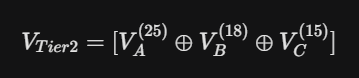 V_{Tier2} = [V_A^{(25)} ⊕ V_B^{(18)} ⊕ V_C^{(15)}]